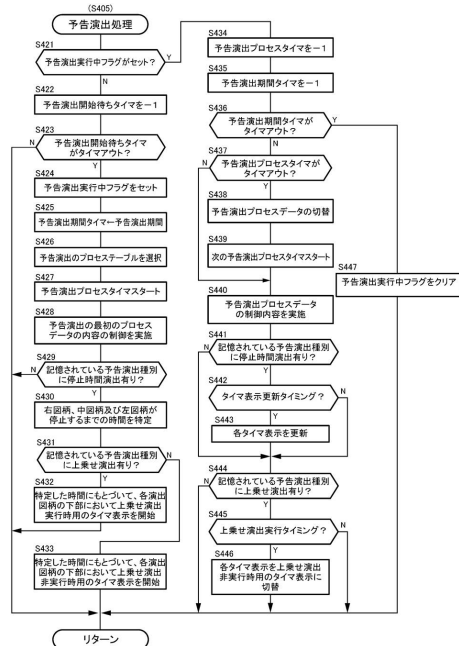 (S405)
予告演出処理
S421
予告演出実行中フラグがセット?
Y
N
S422
予告演出開始待ちタイマを－1
S423
N
予告演出開始待ちタイマ
がタイムアウト?
Y
S424
予告演出実行中フラグをセット
S425
予告演出期間タイマ←予告演出期間
S426
予告演出のプロセステーブルを選択
S427
予告演出プロセスタイマスタート
S428
予告演出の最初のプロセス
データの内容の制御を実施
S429
N
記憶されている予告演出種別
に停止時間演出有り?
Y
S430
右図柄、中図柄及び左図柄が
停止するまでの時間を特定
S431
N
記憶されている予告演出種別
に上乗せ演出有り?
Y
S432
特定した時間にもとづいて、各演出
図柄の下部において上乗せ演出
実行時用のタイマ表示を開始
S433
特定した時間にもとづいて、各演出
図柄の下部において上乗せ演出
非実行時用のタイマ表示を開始
リターン
S434
予告演出プロセスタイマを－1
S435
予告演出期間タイマを－1
S436
予告演出期間タイマが
タイムアウト?
Y
N
S437
N
予告演出プロセスタイマが
タイムアウト?
Y
S438
予告演出プロセスデータの切替
S439
次の予告演出プロセスタイマスタート
S447
予告演出実行中フラグをクリア
S440
予告演出プロセスデータ
の制御内容を実施
S441
N
記憶されている予告演出種別
に停止時間演出有り?
Y
S442
タイマ表示更新タイミング?
N
Y
S443
各タイマ表示を更新
S444
N
記憶されている予告演出種別
に上乗せ演出有り?
Y
S445
上乗せ演出実行タイミング?
N
Y
S446
各タイマ表示を上乗せ演出
非実行時用のタイマ表示に
切替